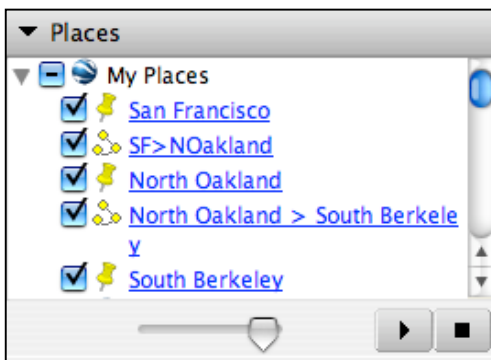 Places
My Places
San Francisco
SF>NOakland
North Oakland
North Oakland > South Berkele
y
South Berkeley